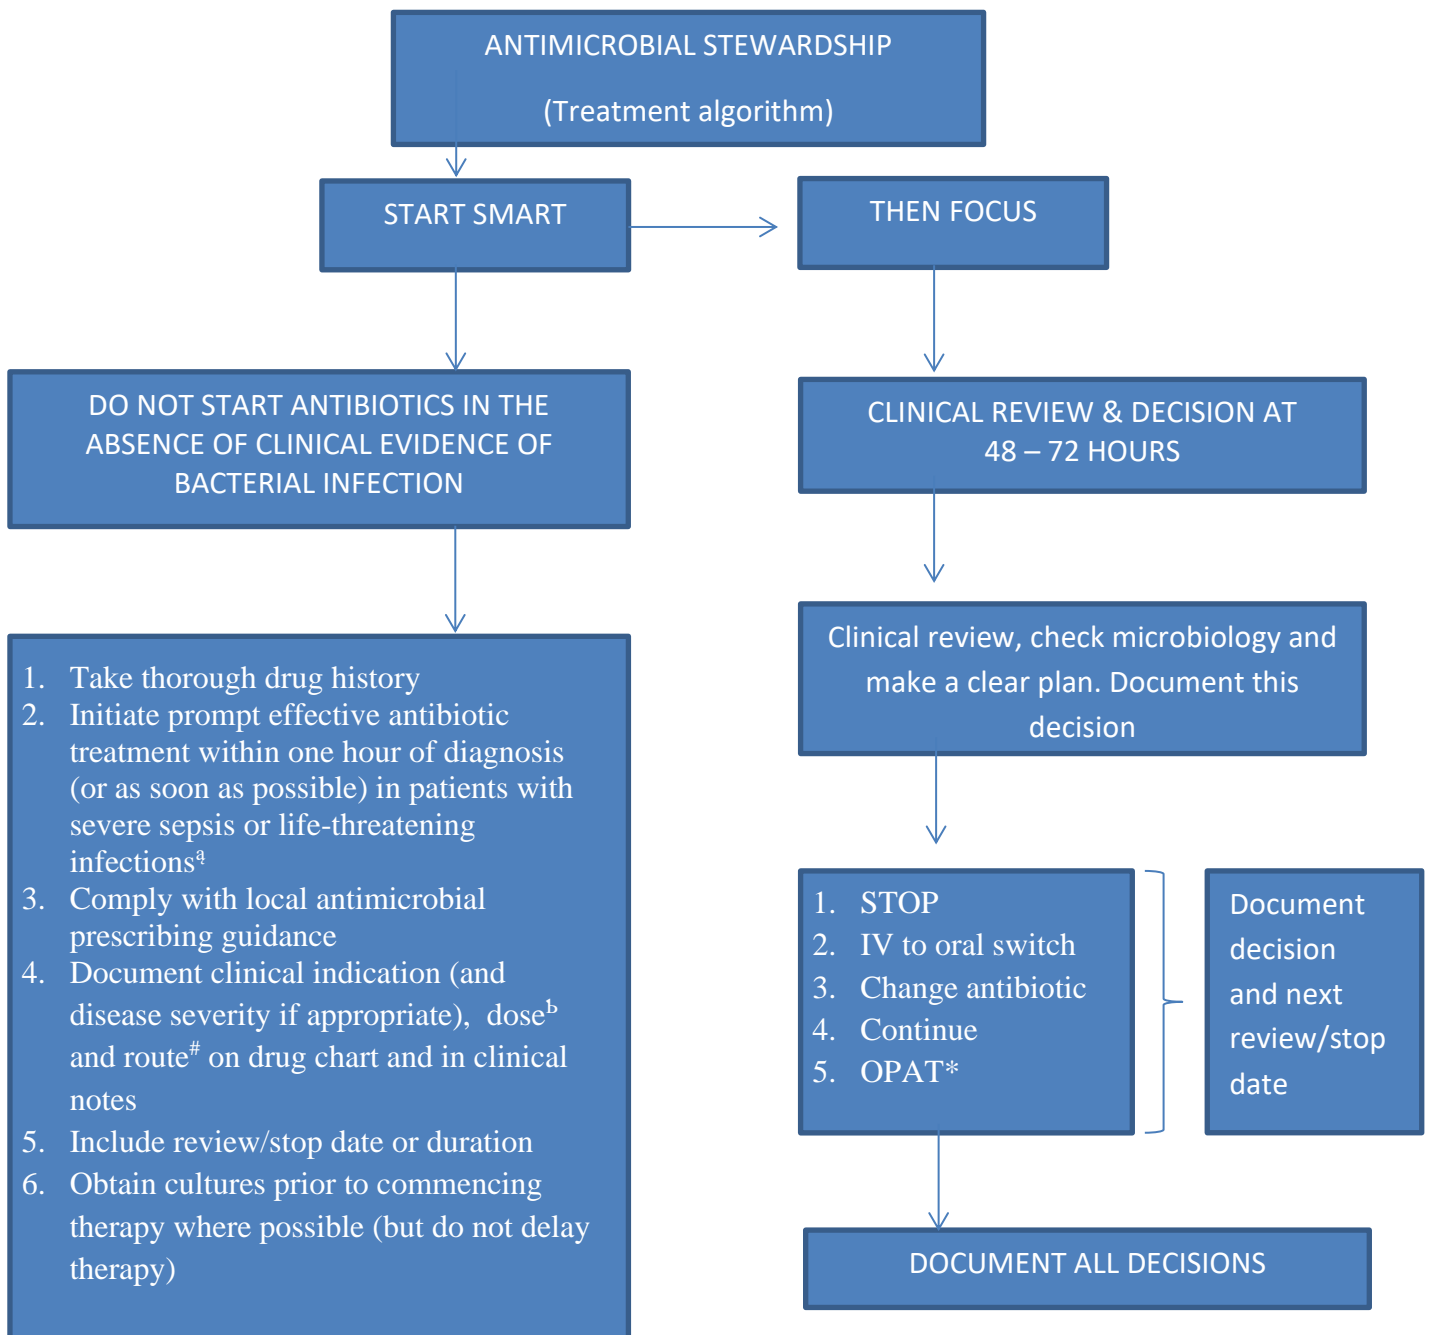 ANTIMICROBIAL STEWARDSHIP
(Treatment algorithm)
START SMART
THEN FOCUS
DO NOT START ANTIBIOTICS IN THE
ABSENCE OF CLINICAL EVIDENCE OF
BACTERIAL INFECTION
1. Take thorough drug history
2. Initiate prompt effective antibiotic
treatment within one hour of diagnosis
(or as soon as possible) in patients with
severe sepsis or life-threatening
infectionsᶏ
3. Comply with local antimicrobial
prescribing guidance
4. Document clinical indication (and
disease severity if appropriate), doseᵇ
and route# on drug chart and in clinical
notes
5. Include review/stop date or duration
6. Obtain cultures prior to commencing
therapy where possible (but do not delay
therapy)
CLINICAL REVIEW & DECISION AT
48 – 72 HOURS
Clinical review, check microbiology and
make a clear plan. Document this
decision
1. STOP
2. IV to oral switch
3. Change antibiotic
4. Continue
5. OPAT*
Document
decision
and next
review/stop
date
DOCUMENT ALL DECISIONS